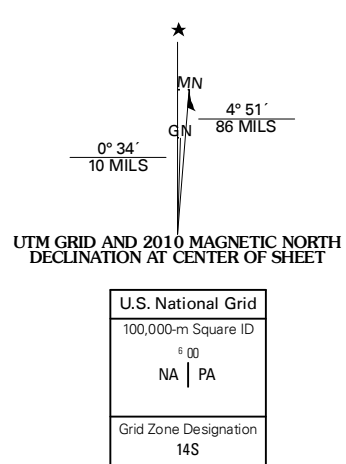 ★
MN
GN
4° 51´
86 MILS
0° 34´
10 MILS
UTM GRID AND 2010 MAGNETIC NORTH
DECLINATION AT CENTER OF SHEET
U.S. National Grid
100,000-m Square ID
6 00
NA PA
Grid Zone Designation
14S